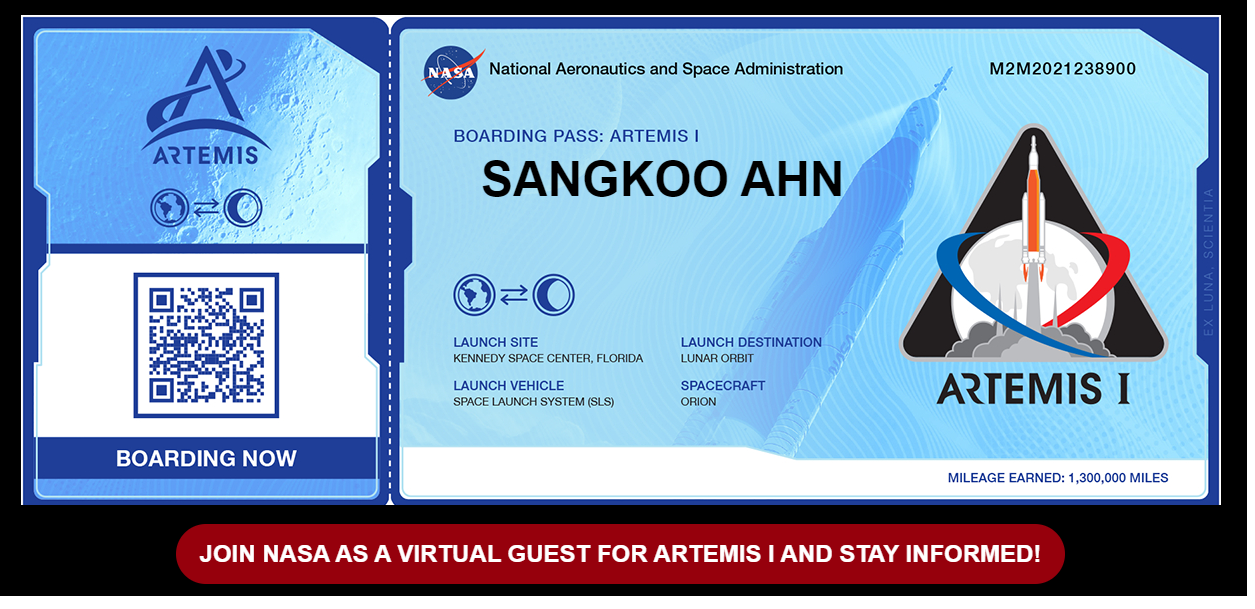 ARTEMIS
BOARDING NOW
NASA
National Aeronautics and Space Administration
M2M2021238900
BOARDING PASS: ARTEMIS I
SANGKOO AHN
LAUNCH SITE
KENNEDY SPACE CENTER, FLORIDA
LAUNCH DESTINATION
LUNAR ORBIT
LAUNCH VEHICLE
SPACE LAUNCH SYSTEM (SLS)
SPACECRAFT
ORION
ARTEMIS I
EX LUNA, SCIENTIA
MILEAGE EARNED: 1,300,000 MILES
JOIN NASA AS A VIRTUAL GUEST FOR ARTEMIS I AND STAY INFORMED!